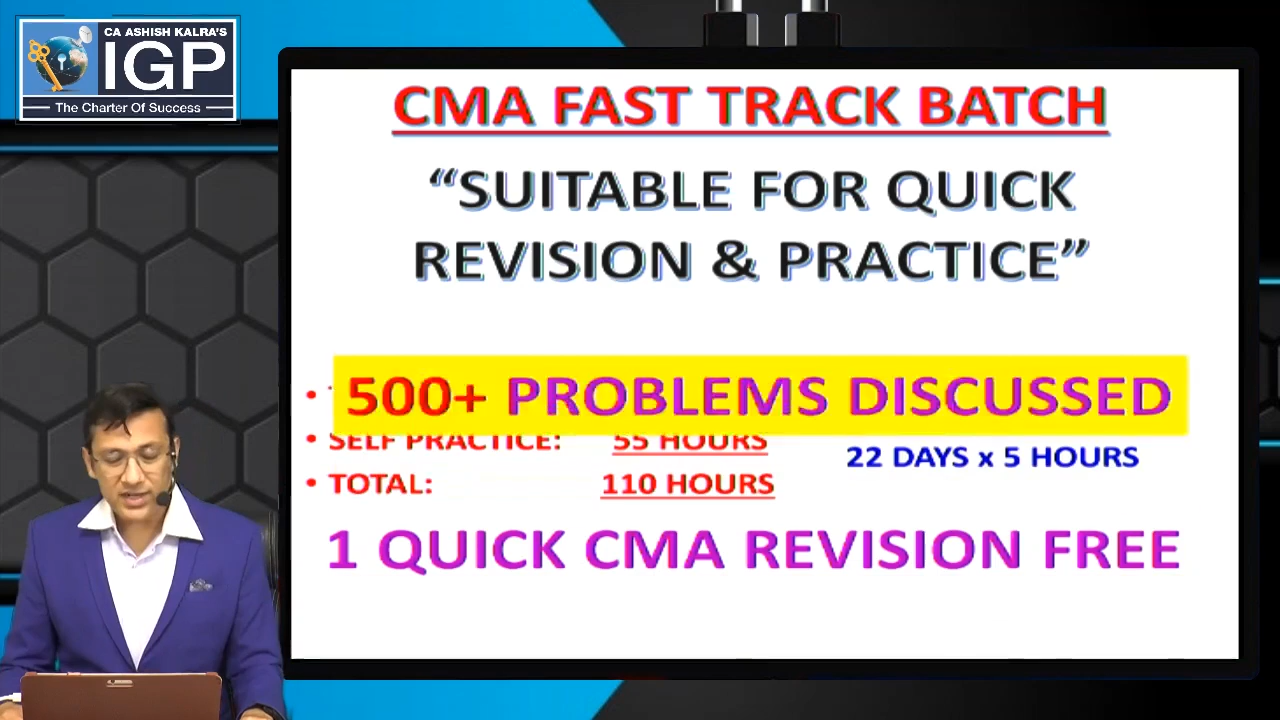 CA ASHISH KALRA'S
IGP
The Charter Of Success
CMA FAST TRACK BATCH
“SUITABLE FOR QUICK
REVISION & PRACTICE”
500+ PROBLEMS DISCUSSED
• SELF PRACTICE: 55 HOURS
22 DAYS x 5 HOURS
• TOTAL: 110 HOURS
1 QUICK CMA REVISION FREE